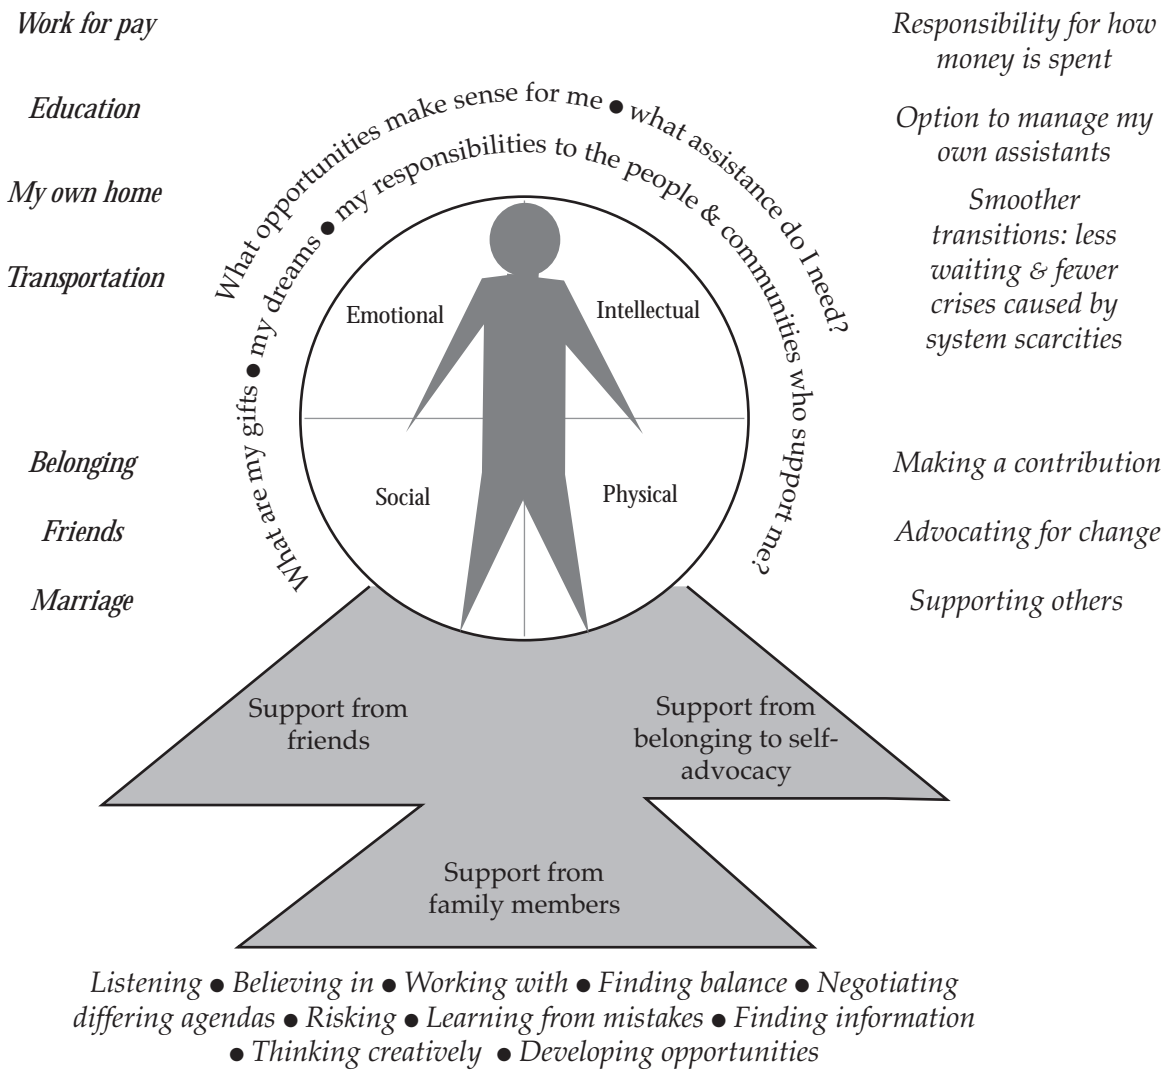 Work for pay
Education
My own home
Transportation
Belonging
Friends
Marriage
What opportunities make sense for me ● what assistance do I need?
What are my gifts ● my dreams ● my responsibilities to the people & communities who support me?
Emotional
Intellectual
Social
Physical
Responsibility for how
money is spent
Option to manage my
own assistants
Smoother
transitions: less
waiting & fewer
crises caused by
system scarcities
Making a contribution
Advocating for change
Supporting others
Support from
friends
Support from
belonging to self-
advocacy
Support from
family members
Listening ● Believing in ● Working with ● Finding balance ● Negotiating
differing agendas ● Risking ● Learning from mistakes ● Finding information
● Thinking creatively ● Developing opportunities